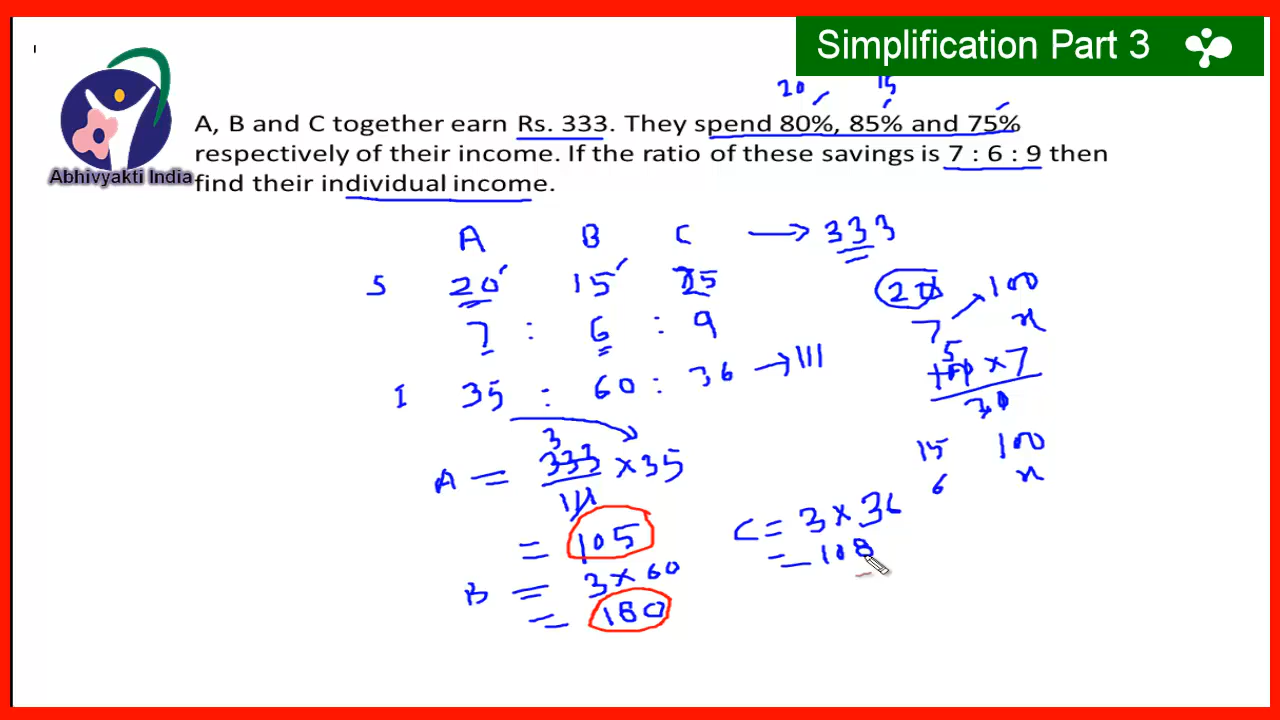 Simplification Part 3
20 15
A, B and C together earn Rs. 333. They spend 80%, 85% and 75%
respectively of their income. If the ratio of these savings is 7 : 6 : 9 then
find their individual income.
Abhivyakti India
A B C → 333
S 20 15 25
7 : 6 : 9
I 35 : 60 : 36 → 111
20 100
7 x
5
100 × 7
20
15 100
6 x
3
A = 333 × 35
111
= 105
B = 3 × 60
= 180
C = 3 × 36
= 108